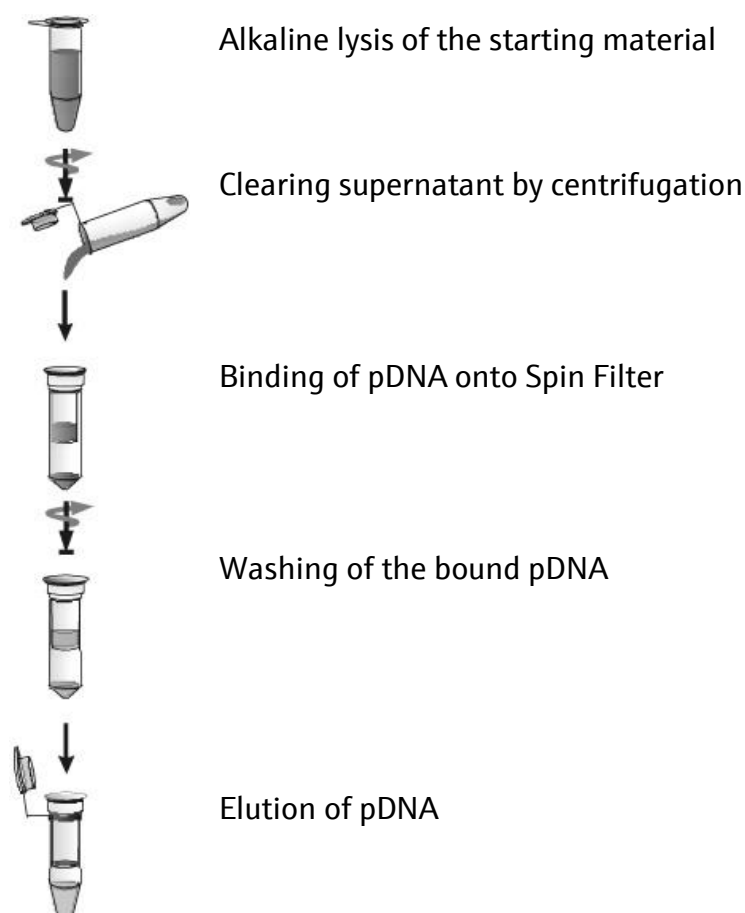 Alkaline lysis of the starting material
Clearing supernatant by centrifugation
Binding of pDNA onto Spin Filter
Washing of the bound pDNA
Elution of pDNA